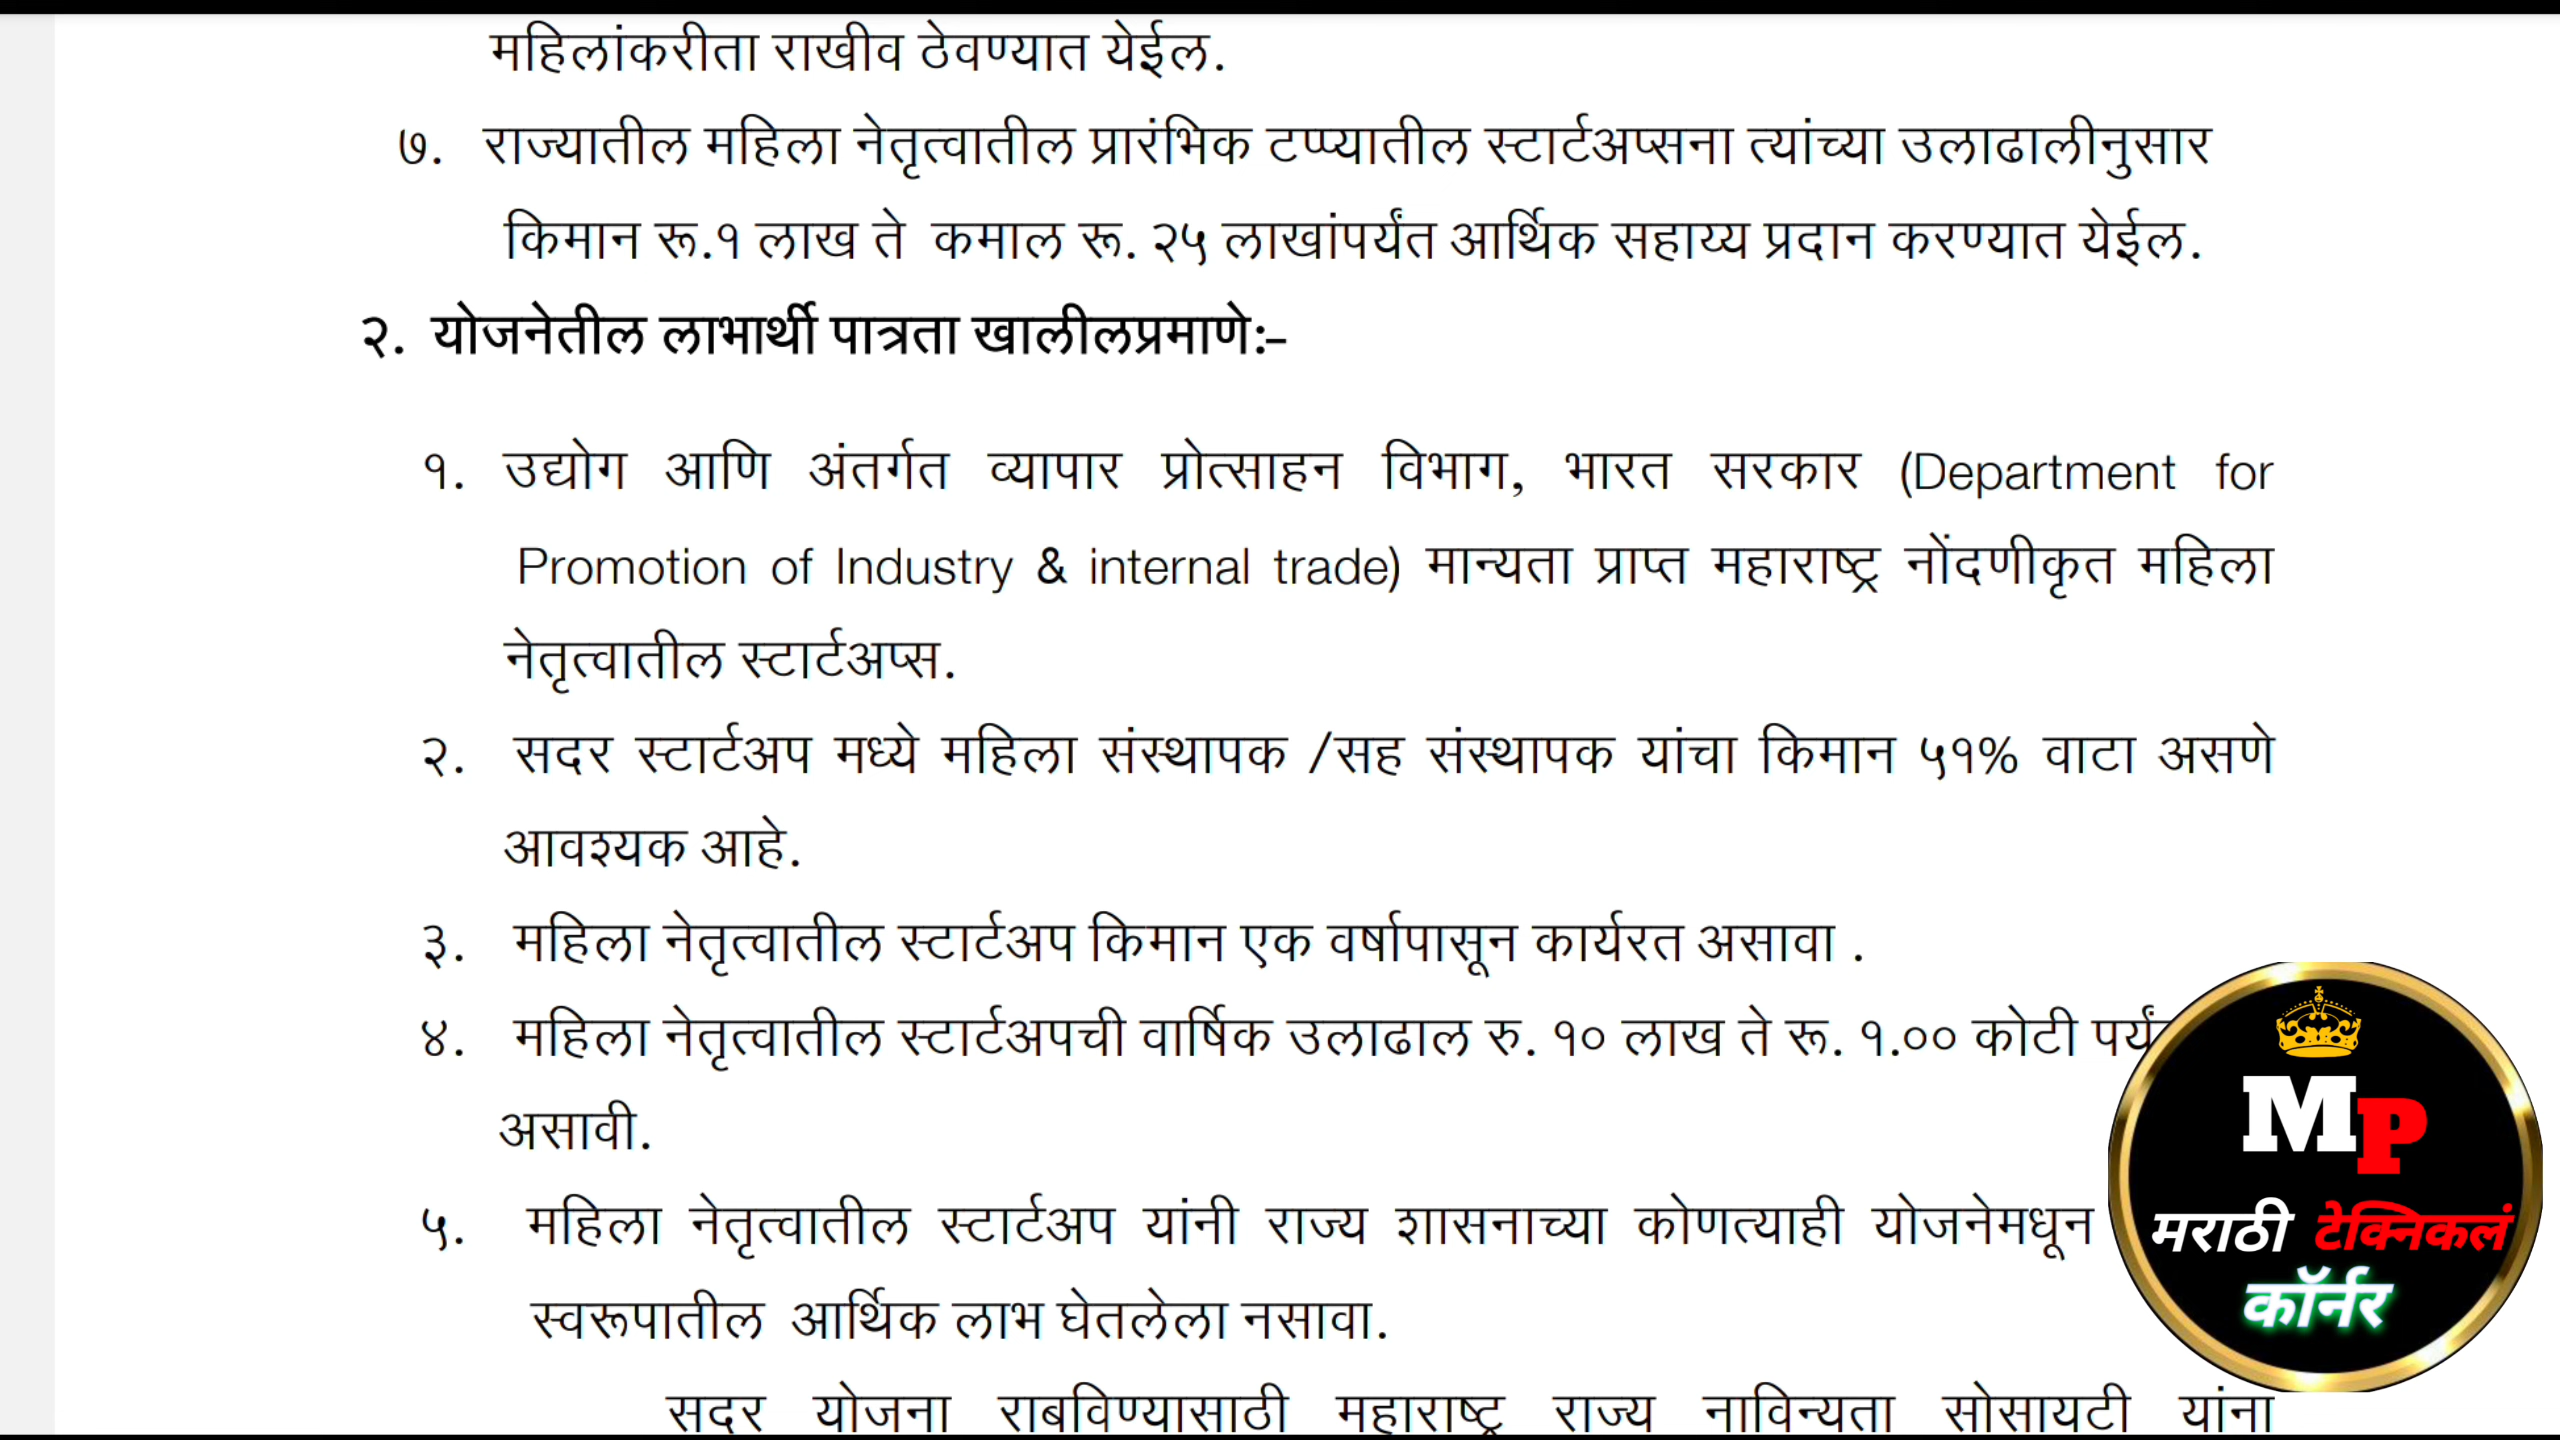 महिलांकरीता राखीव ठेवण्यात येईल.
७. राज्यातील महिला नेतृत्वातील प्रारंभिक टप्प्यातील स्टार्टअप्सना त्यांच्या उलाढालीनुसार
किमान रू.१ लाख ते कमाल रू. २५ लाखांपर्यंत आर्थिक सहाय्य प्रदान करण्यात येईल.
२. योजनेतील लाभार्थी पात्रता खालीलप्रमाणेः-
१. उद्योग आणि अंतर्गत व्यापार प्रोत्साहन विभाग, भारत सरकार (Department for
Promotion of Industry & internal trade) मान्यता प्राप्त महाराष्ट्र नोंदणीकृत महिला
नेतृत्वातील स्टार्टअप्स.
२. सदर स्टार्टअप मध्ये महिला संस्थापक /सह संस्थापक यांचा किमान ५१% वाटा असणे
आवश्यक आहे.
३. महिला नेतृत्वातील स्टार्टअप किमान एक वर्षापासून कार्यरत असावा .
४. महिला नेतृत्वातील स्टार्टअपची वार्षिक उलाढाल रु. १० लाख ते रू. १.०० कोटी
असावी.
५. महिला नेतृत्वातील स्टार्टअप यांनी राज्य शासनाच्या कोणत्याही योजनेमधून
स्वरूपातील आर्थिक लाभ घेतलेला नसावा.
सदर योजना राबविण्यासाठी महाराष्ट्र राज्य नाविन्यता सोसायटी यांना
MP
मराठी टेक्निकलं
कॉर्नर